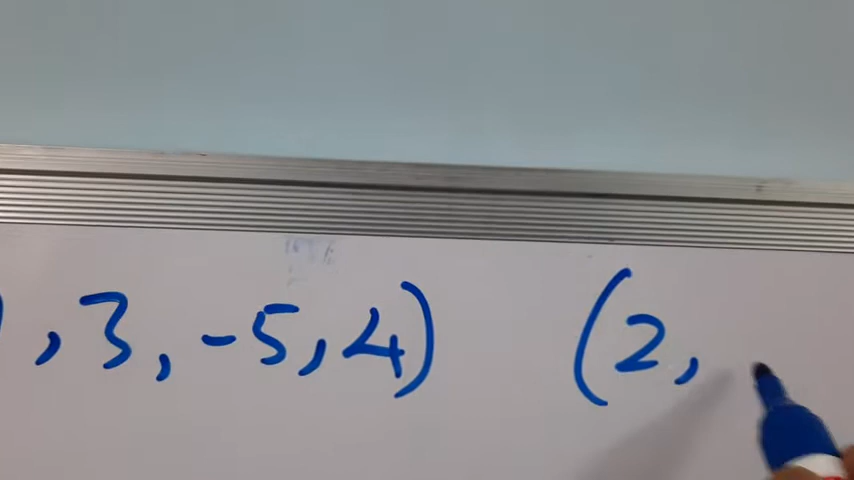 , 3, -5, 4) (2,